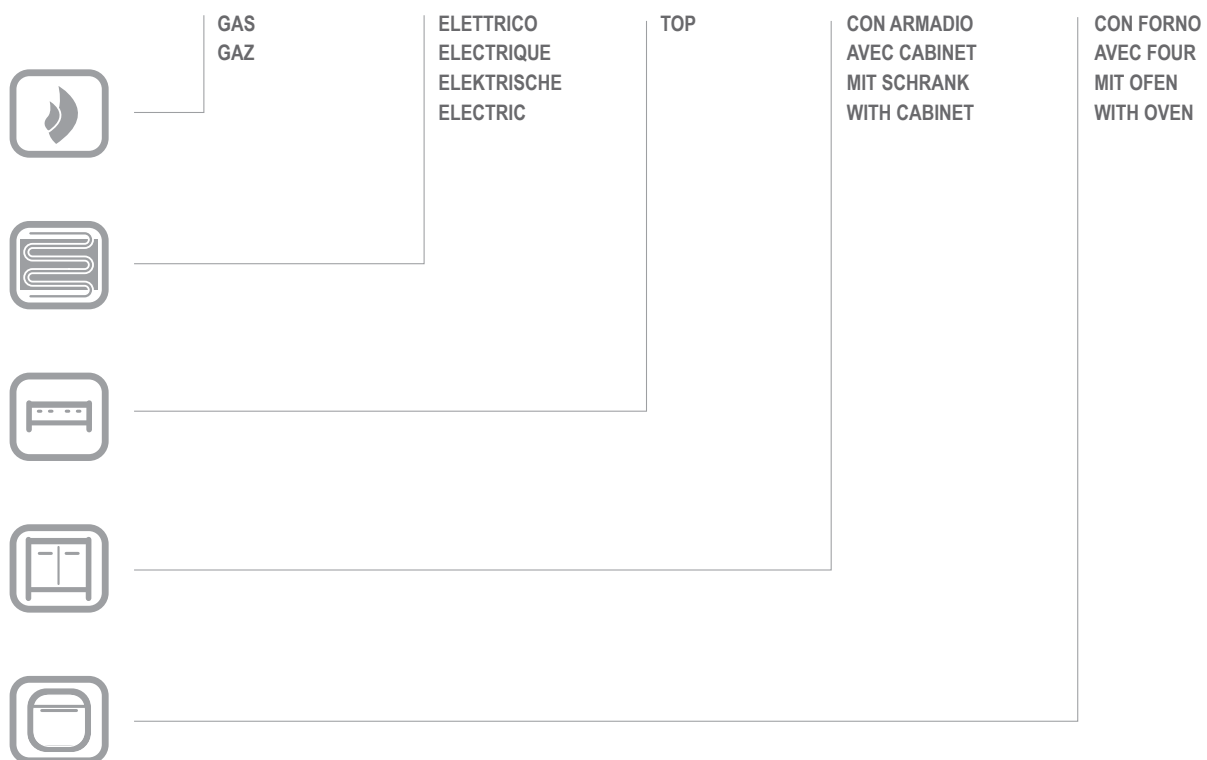 GAS
GAZ
ELETTRICO
ELECTRIQUE
ELEKTRISCHE
ELECTRIC
TOP
CON ARMADIO
AVEC CABINET
MIT SCHRANK
WITH CABINET
CON FORNO
AVEC FOUR
MIT OFEN
WITH OVEN